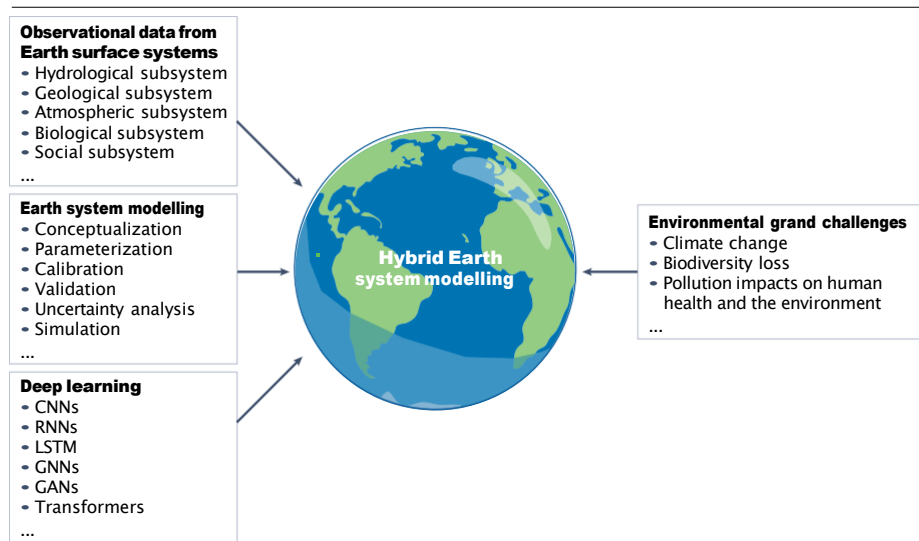 Observational data from
Earth surface systems
• Hydrological subsystem
• Geological subsystem
• Atmospheric subsystem
• Biological subsystem
• Social subsystem
...
Earth system modelling
• Conceptualization
• Parameterization
• Calibration
• Validation
• Uncertainty analysis
• Simulation
...
Deep learning
• CNNs
• RNNs
• LSTM
• GNNs
• GANs
• Transformers
...
Hybrid Earth
system modelling
Environmental grand challenges
• Climate change
• Biodiversity loss
• Pollution impacts on human
health and the environment
...